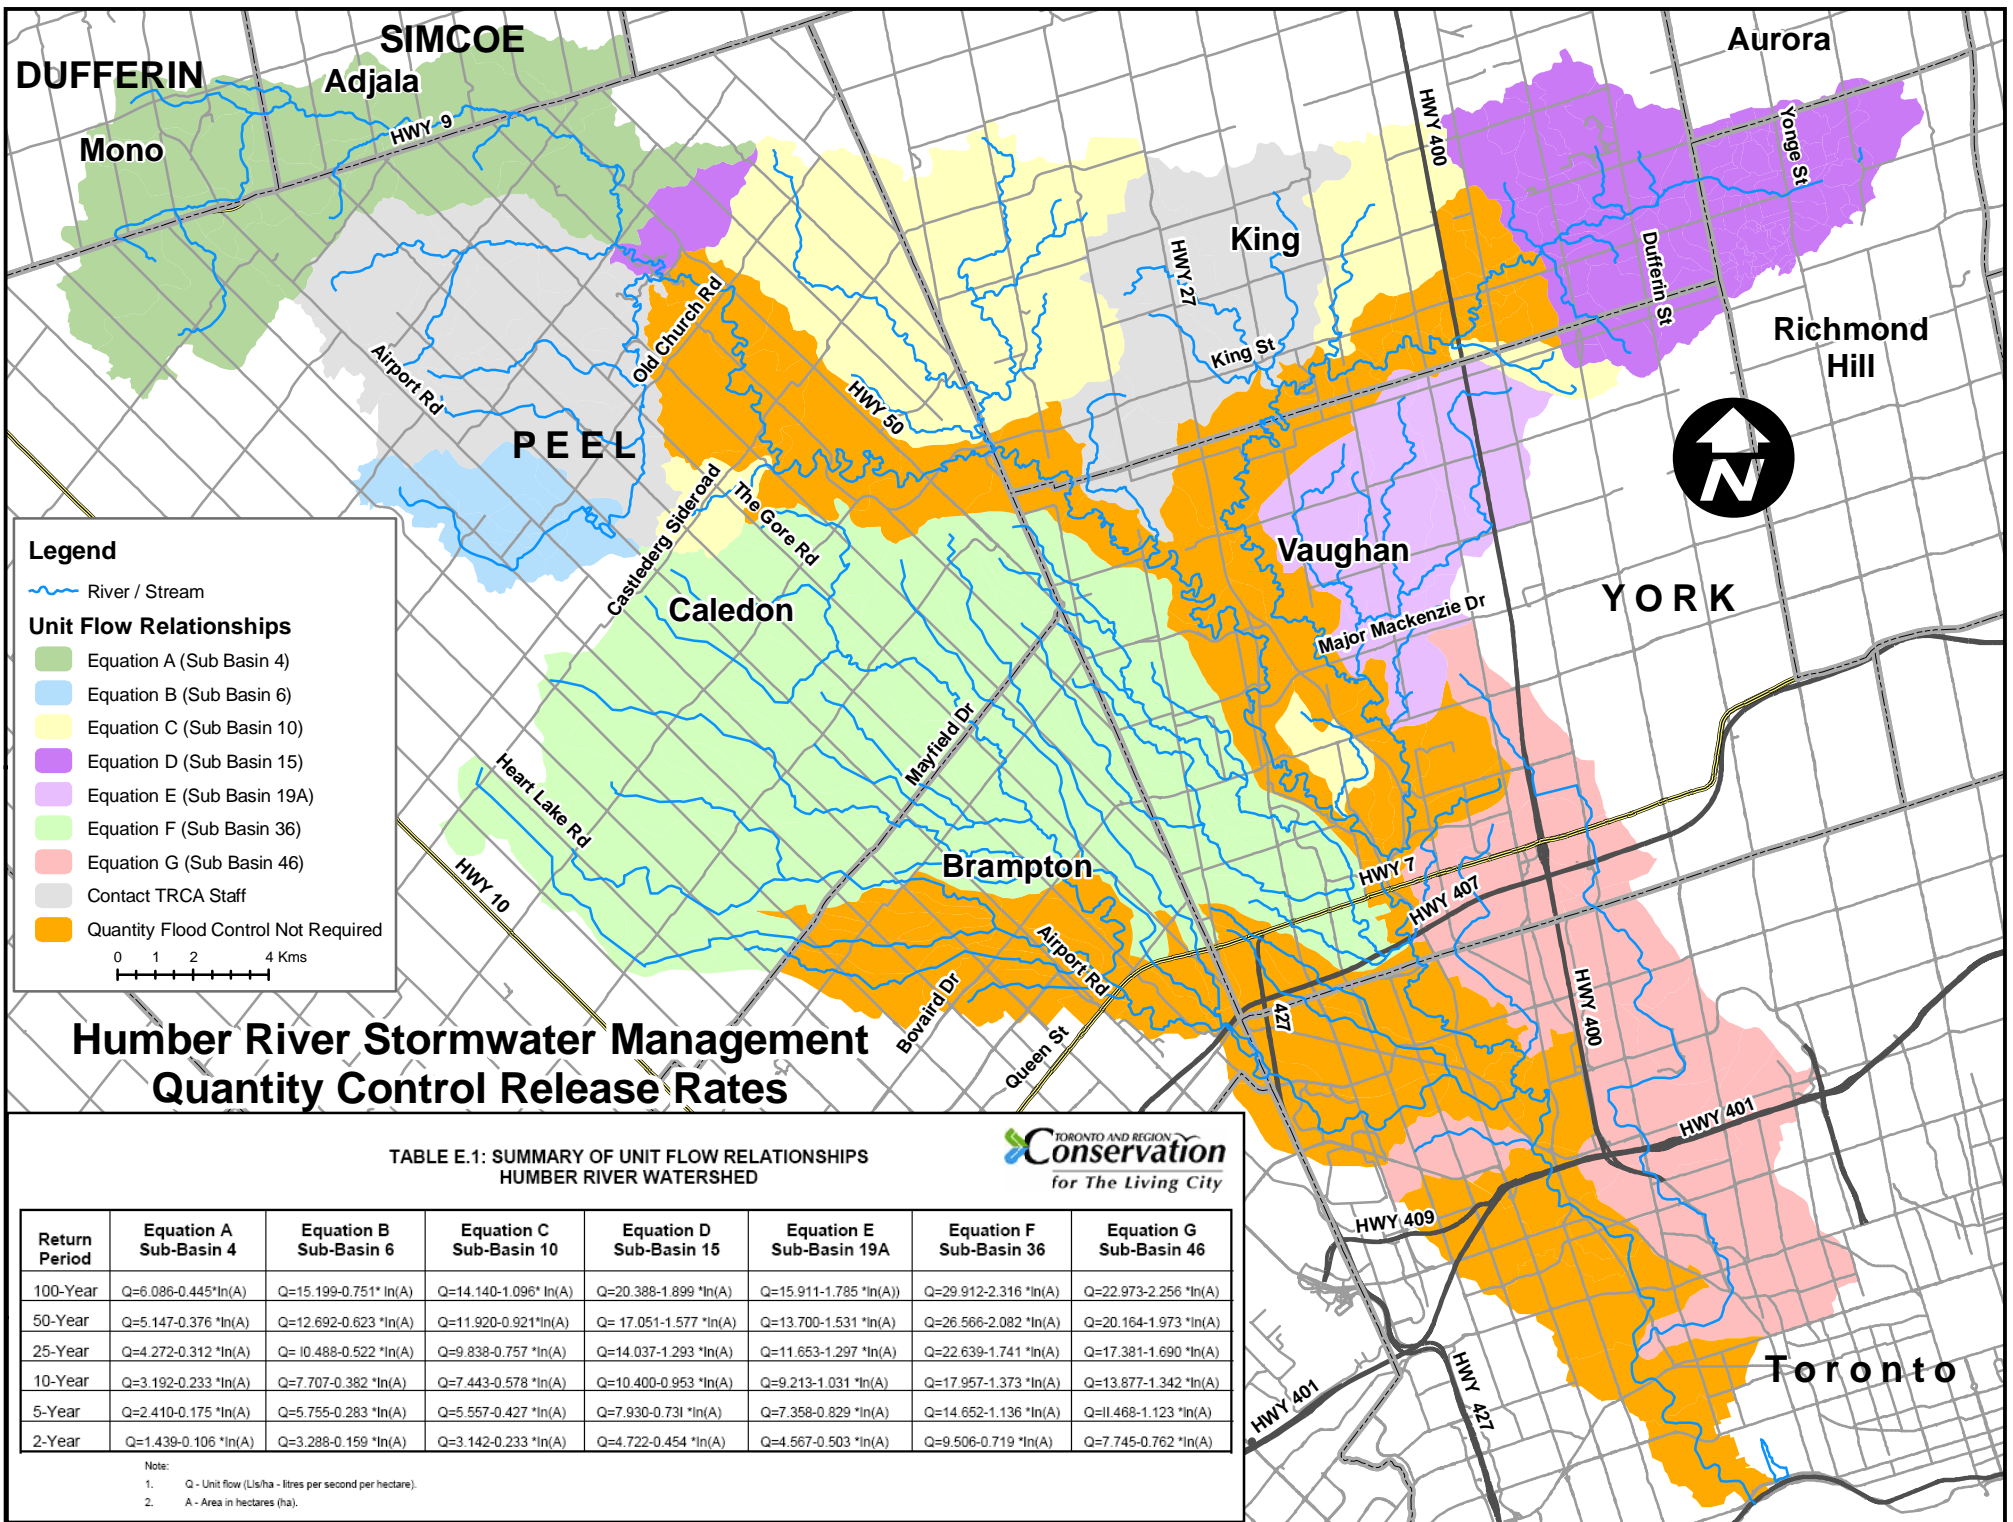 SIMCOE
DUFFERIN
Adjala
Mono
HWY 9
Aurora
HWY 400
Yonge St
King
HWY 27
Dufferin St
Old Church Rd
Richmond
Hill
King St
Airport Rd
HWY 50
PEEL
Castlederg Sideroad
The Gore Rd
Vaughan
N
YORK
Caledon
Major Mackenzie Dr
Legend
River / Stream
Unit Flow Relationships
Equation A (Sub Basin 4)
Equation B (Sub Basin 6)
Equation C (Sub Basin 10)
Equation D (Sub Basin 15)
Equation E (Sub Basin 19A)
Equation F (Sub Basin 36)
Equation G (Sub Basin 46)
Contact TRCA Staff
Quantity Flood Control Not Required
0 1 2 4 Kms
Mayfield Dr
Heart Lake Rd
HWY 10
Brampton
HWY 7
HWY 407
Airport Rd
Bovaird Dr
Queen St
427
HWY 400
HWY 401
HWY 409
HWY 401
HWY 427
Toronto
Humber River Stormwater Management
Quantity Control Release Rates
TABLE E.1: SUMMARY OF UNIT FLOW RELATIONSHIPS
HUMBER RIVER WATERSHED
TORONTO AND REGION
Conservation
for The Living City
Return Period Equation A Sub-Basin 4 Equation B Sub-Basin 6 Equation C Sub-Basin 10 Equation D Sub-Basin 15 Equation E Sub-Basin 19A Equation F Sub-Basin 36 Equation G Sub-Basin 46
100-Year Q=6.086-0.445*ln(A) Q=15.199-0.751* ln(A) Q=14.140-1.096* ln(A) Q=20.388-1.899 *ln(A) Q=15.911-1.785 *ln(A)) Q=29.912-2.316 *ln(A) Q=22.973-2.256 *ln(A)
50-Year Q=5.147-0.376 *ln(A) Q=12.692-0.623 *ln(A) Q=11.920-0.921*ln(A) Q= 17.051-1.577 *ln(A) Q=13.700-1.531 *ln(A) Q=26.566-2.082 *ln(A) Q=20.164-1.973 *ln(A)
25-Year Q=4.272-0.312 *ln(A) Q= l0.488-0.522 *ln(A) Q=9.838-0.757 *ln(A) Q=14.037-1.293 *ln(A) Q=11.653-1.297 *ln(A) Q=22.639-1.741 *ln(A) Q=17.381-1.690 *ln(A)
10-Year Q=3.192-0.233 *ln(A) Q=7.707-0.382 *ln(A) Q=7.443-0.578 *ln(A) Q=10.400-0.953 *ln(A) Q=9.213-1.031 *ln(A) Q=17.957-1.373 *ln(A) Q=13.877-1.342 *ln(A)
5-Year Q=2.410-0.175 *ln(A) Q=5.755-0.283 *ln(A) Q=5.557-0.427 *ln(A) Q=7.930-0.73l *ln(A) Q=7.358-0.829 *ln(A) Q=14.652-1.136 *ln(A) Q=ll.468-1.123 *ln(A)
2-Year Q=1.439-0.106 *ln(A) Q=3.288-0.159 *ln(A) Q=3.142-0.233 *ln(A) Q=4.722-0.454 *ln(A) Q=4.567-0.503 *ln(A) Q=9.506-0.719 *ln(A) Q=7.745-0.762 *ln(A)
Note:
1. Q - Unit flow (L\s/ha - litres per second per hectare).
2. A - Area in hectares (ha).